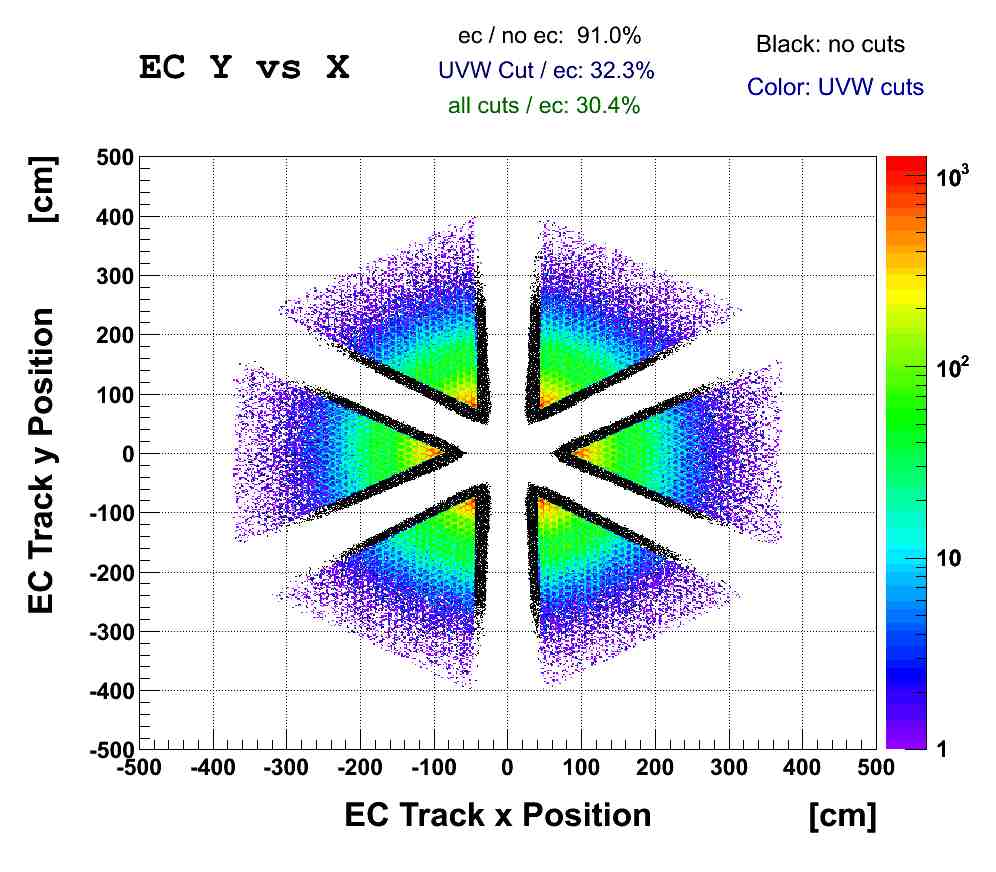 EC Y vs X
ec / no ec: 91.0%
UVW Cut / ec: 32.3%
all cuts / ec: 30.4%
Black: no cuts
Color: UVW cuts
EC Track y Position [cm]
500
400
300
200
100
0
-100
-200
-300
-400
-500
-500 -400 -300 -200 -100 0 100 200 300 400 500
EC Track x Position [cm]
10³
10²
10
1